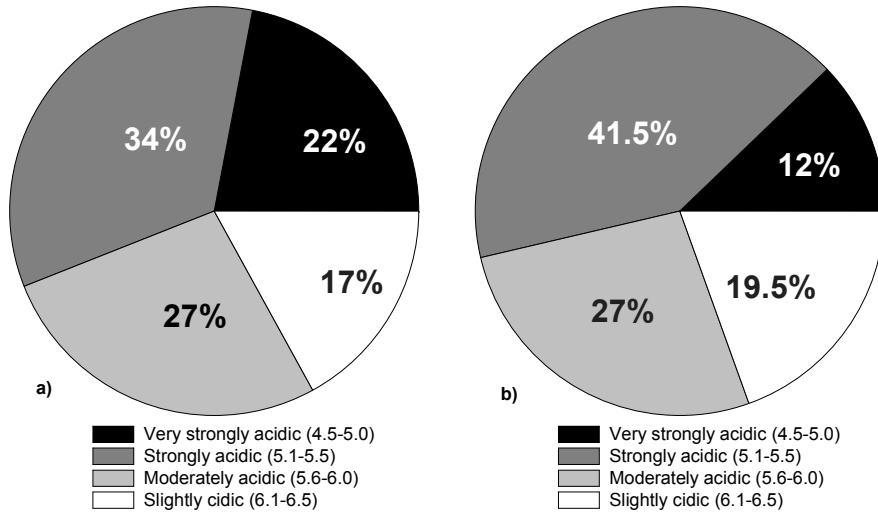 34%
22%
27%
17%
a)
Very strongly acidic (4.5-5.0)
Strongly acidic (5.1-5.5)
Moderately acidic (5.6-6.0)
Slightly cidic (6.1-6.5)
41.5%
12%
27%
19.5%
b)
Very strongly acidic (4.5-5.0)
Strongly acidic (5.1-5.5)
Moderately acidic (5.6-6.0)
Slightly cidic (6.1-6.5)